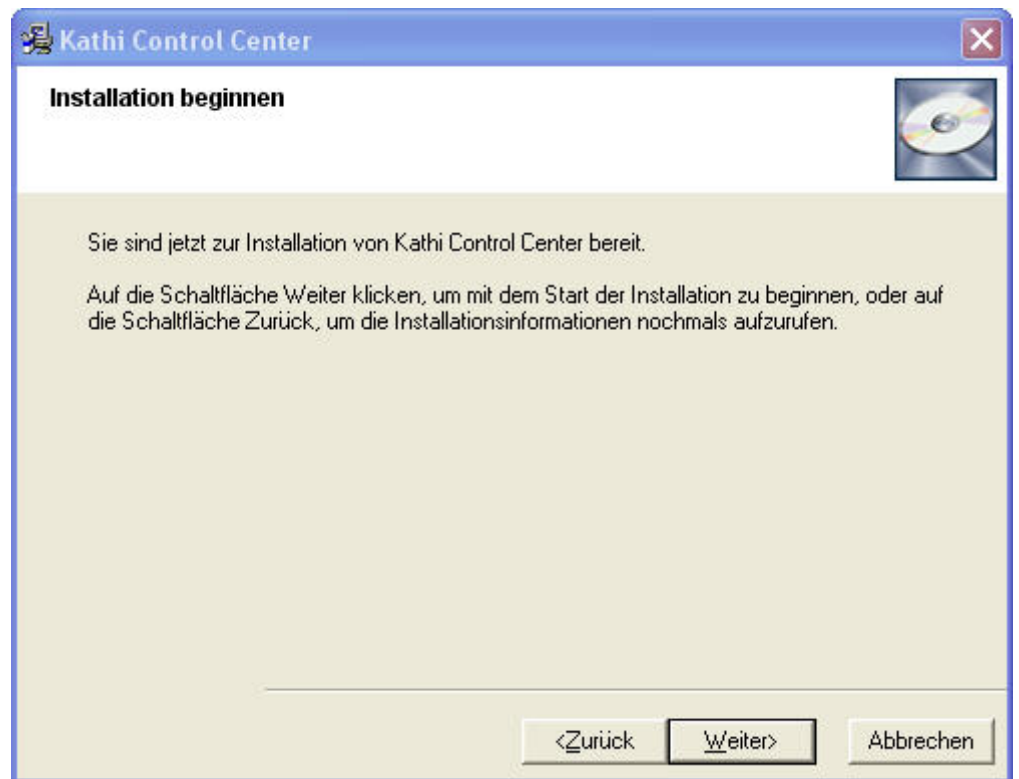 Kathi Control Center
Installation beginnen
Sie sind jetzt zur Installation von Kathi Control Center bereit.
Auf die Schaltfläche Weiter klicken, um mit dem Start der Installation zu beginnen, oder auf
die Schaltfläche Zurück, um die Installationsinformationen nochmals aufzurufen.
<Zurück Weiter> Abbrechen